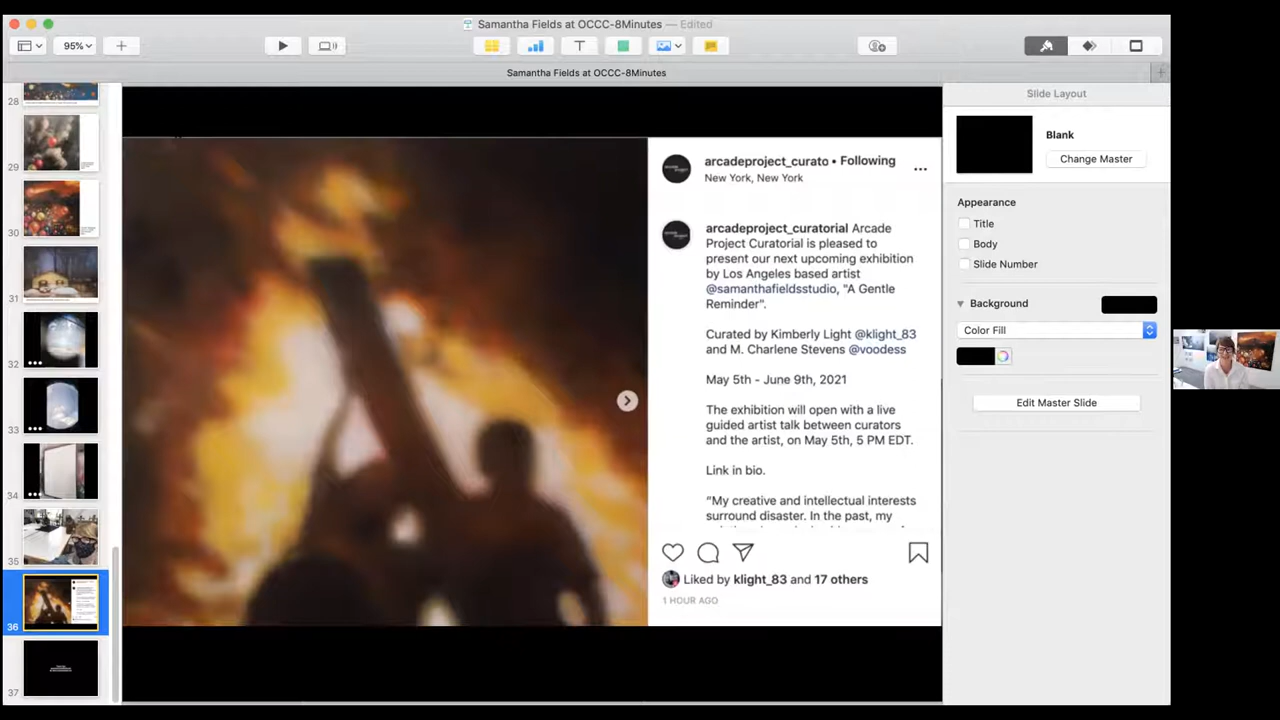 Samantha Fields at OCCC-8Minutes — Edited
95%
Samantha Fields at OCCC-8Minutes
28
29
30
31
32
33
34
35
36
37
arcadeproject_curato • Following
New York, New York
arcadeproject_curatorial Arcade
Project Curatorial is pleased to
present our next upcoming exhibition
by Los Angeles based artist
@samanthafieldsstudio, "A Gentle
Reminder".
Curated by Kimberly Light @klight_83
and M. Charlene Stevens @voodess
May 5th - June 9th, 2021
The exhibition will open with a live
guided artist talk between curators
and the artist, on May 5th, 5 PM EDT.
Link in bio.
“My creative and intellectual interests
surround disaster. In the past, my
Liked by klight_83 and 17 others
1 HOUR AGO
Slide Layout
Blank
Change Master
Appearance
Title
Body
Slide Number
Background
Color Fill
Edit Master Slide